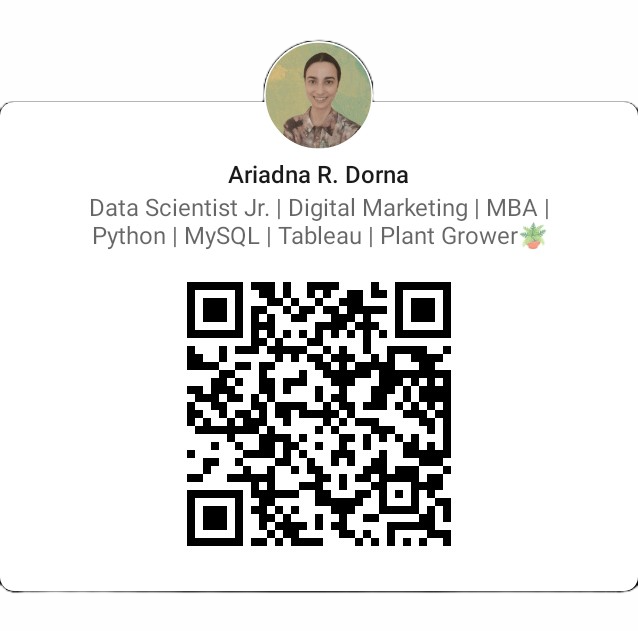 Ariadna R. Dorna
Data Scientist Jr. | Digital Marketing | MBA |
Python | MySQL | Tableau | Plant Grower🪴